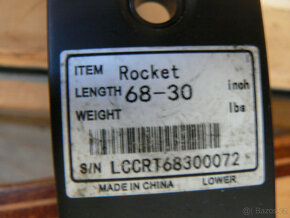 ITEM Rocket
LENGTH 68-30 inch
WEIGHT lbs
S/N LCCRT68300072
MADE IN CHINA LOWER